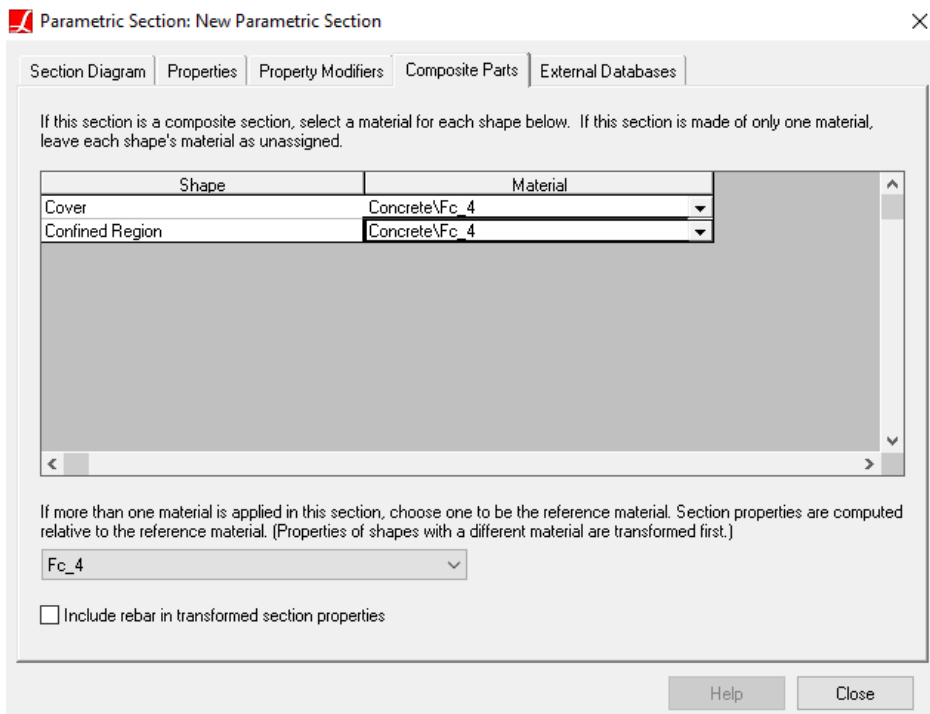 Parametric Section: New Parametric Section
Section Diagram Properties Property Modifiers Composite Parts External Databases
If this section is a composite section, select a material for each shape below. If this section is made of only one material,
leave each shape's material as unassigned.
Shape Material
Cover Concrete\Fc_4
Confined Region Concrete\Fc_4
If more than one material is applied in this section, choose one to be the reference material. Section properties are computed
relative to the reference material. (Properties of shapes with a different material are transformed first.)
Fc_4
Include rebar in transformed section properties
Help Close